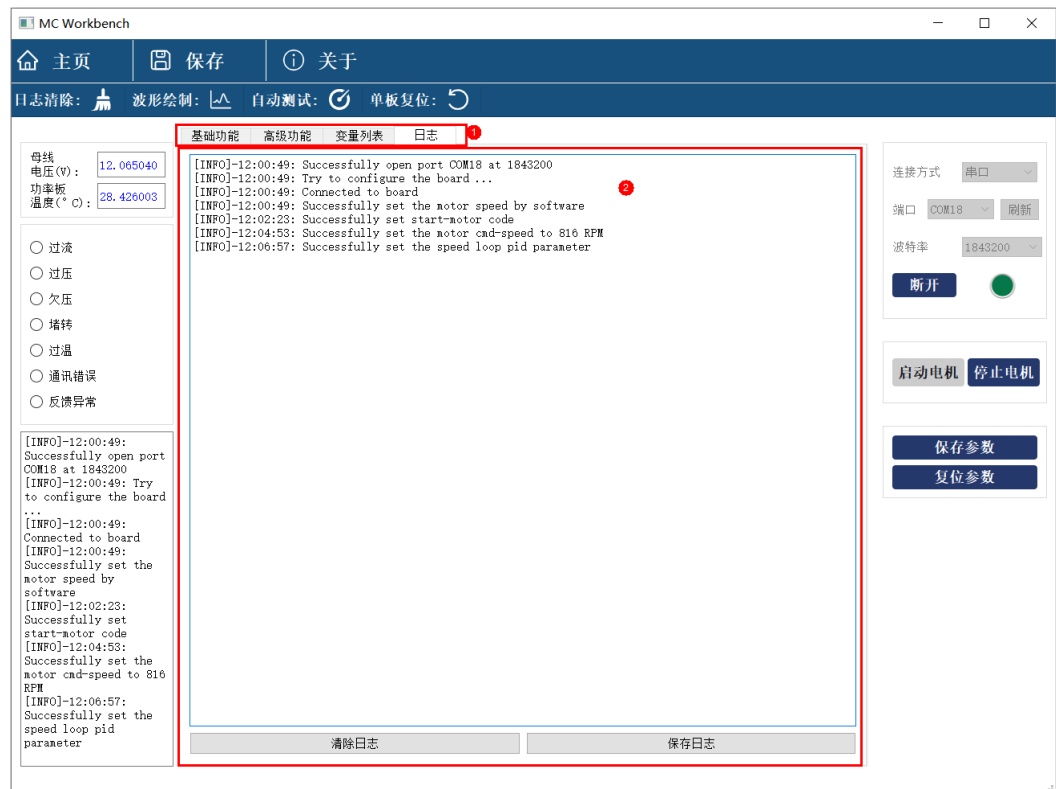 MC Workbench
主页
保存
关于
日志清除:
波形绘制:
自动测试:
单板复位:
基础功能
高级功能
变量列表
日志
1
母线
电压(V):
12.065040
功率板
温度(°C):
28.426003
过流
过压
欠压
堵转
过温
通讯错误
反馈异常
[INFO]-12:00:49:
Successfully open port
COM18 at 1843200
[INFO]-12:00:49: Try
to configure the board
...
[INFO]-12:00:49:
Connected to board
[INFO]-12:00:49:
Successfully set the
motor speed by
software
[INFO]-12:02:23:
Successfully set
start-motor code
[INFO]-12:04:53:
Successfully set the
motor cmd-speed to 816
RPM
[INFO]-12:06:57:
Successfully set the
speed loop pid
parameter
[INFO]-12:00:49: Successfully open port COM18 at 1843200
[INFO]-12:00:49: Try to configure the board ...
[INFO]-12:00:49: Connected to board
[INFO]-12:00:49: Successfully set the motor speed by software
[INFO]-12:02:23: Successfully set start-motor code
[INFO]-12:04:53: Successfully set the motor cmd-speed to 816 RPM
[INFO]-12:06:57: Successfully set the speed loop pid parameter
2
清除日志
保存日志
连接方式
串口
端口
COM18
刷新
波特率
1843200
断开
启动电机
停止电机
保存参数
复位参数